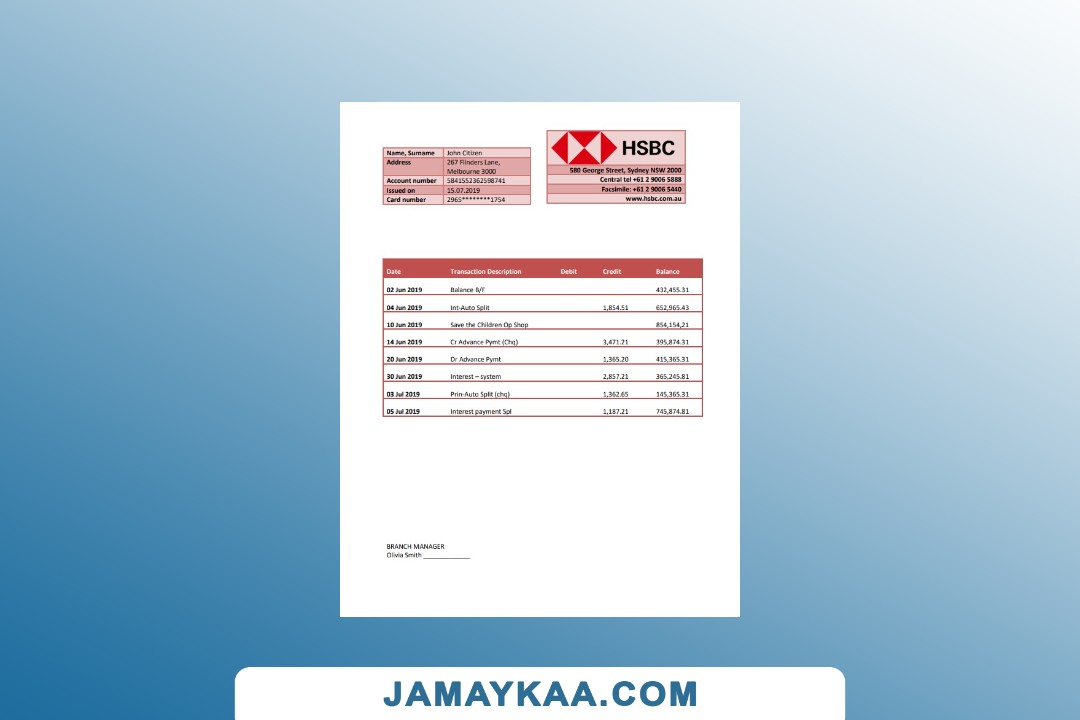 Name, Surname John Citizen
Address 267 Flinders Lane,
Melbourne 3000
Account number 5841552362598741
Issued on 15.07.2019
Card number 2965********1754
HSBC
580 George Street, Sydney NSW 2000
Central tel +61 2 9006 5888
Facsimile: +61 2 9006 5440
www.hsbc.com.au
Date Transaction Description Debit Credit Balance
02 Jun 2019 Balance B/F 432,455.31
04 Jun 2019 Int-Auto Split 1,854.51 652,965.43
10 Jun 2019 Save the Children Op Shop 854,154,21
14 Jun 2019 Cr Advance Pymt (Chq) 3,471.21 395,874.31
20 Jun 2019 Dr Advance Pymt 1,365.20 415,365.31
30 Jun 2019 Interest – system 2,857.21 365,245.81
03 Jul 2019 Prin-Auto Split (chq) 1,362.65 145,365.31
05 Jul 2019 Interest payment Spl 1,187.21 745,874.81
BRANCH MANAGER
Olivia Smith ______________
JAMAYKAA.COM